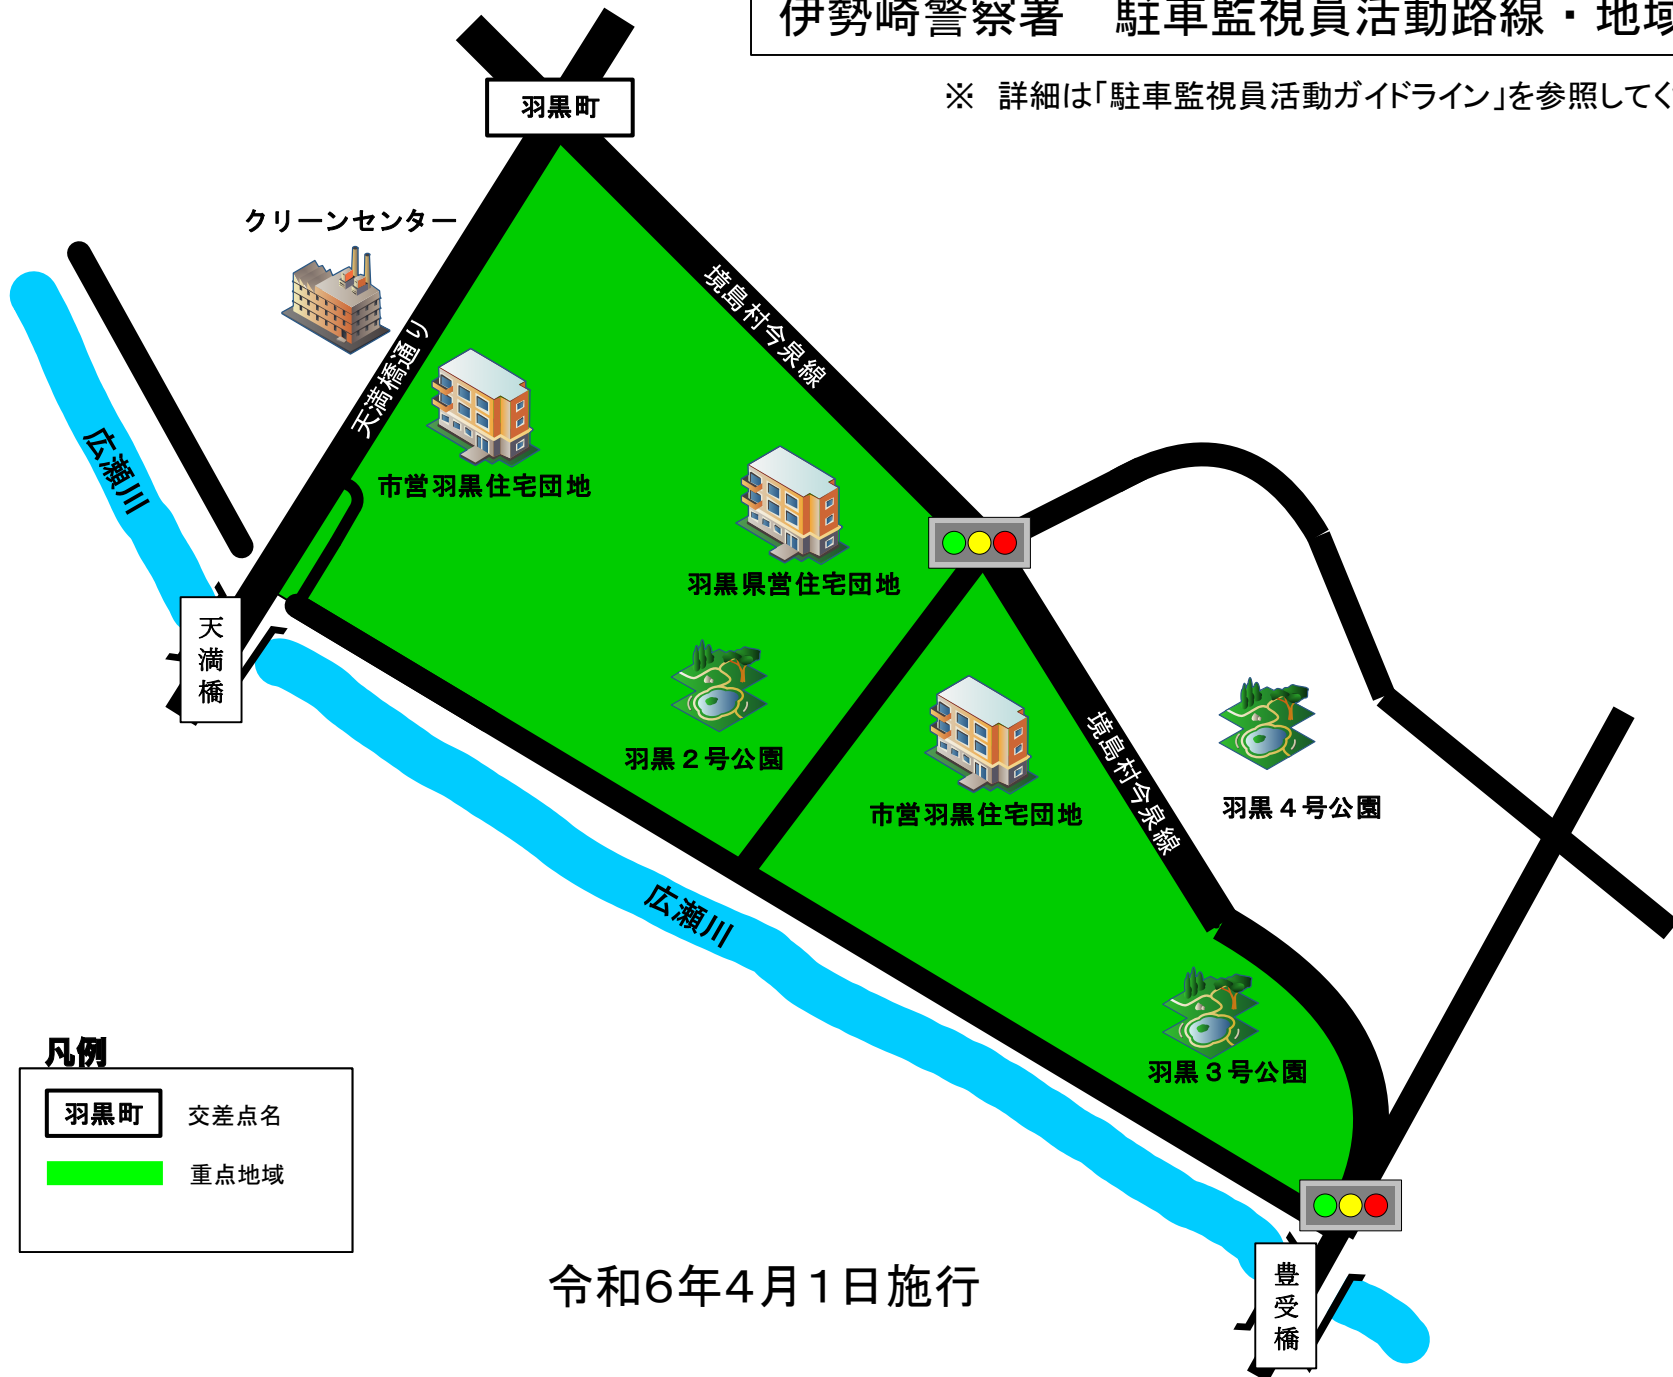 伊勢崎警察署　駐車監視員活動路線・地域
※　詳細は「駐車監視員活動ガイドライン」を参照してく
羽黒町
クリーンセンター
天満橋通り
境島村今泉線
広瀬川
市営羽黒住宅団地
羽黒県営住宅団地
天満橋
羽黒２号公園
市営羽黒住宅団地
境島村今泉線
羽黒４号公園
広瀬川
羽黒３号公園
凡例
羽黒町　交差点名
重点地域
令和6年4月1日施行
豊受橋